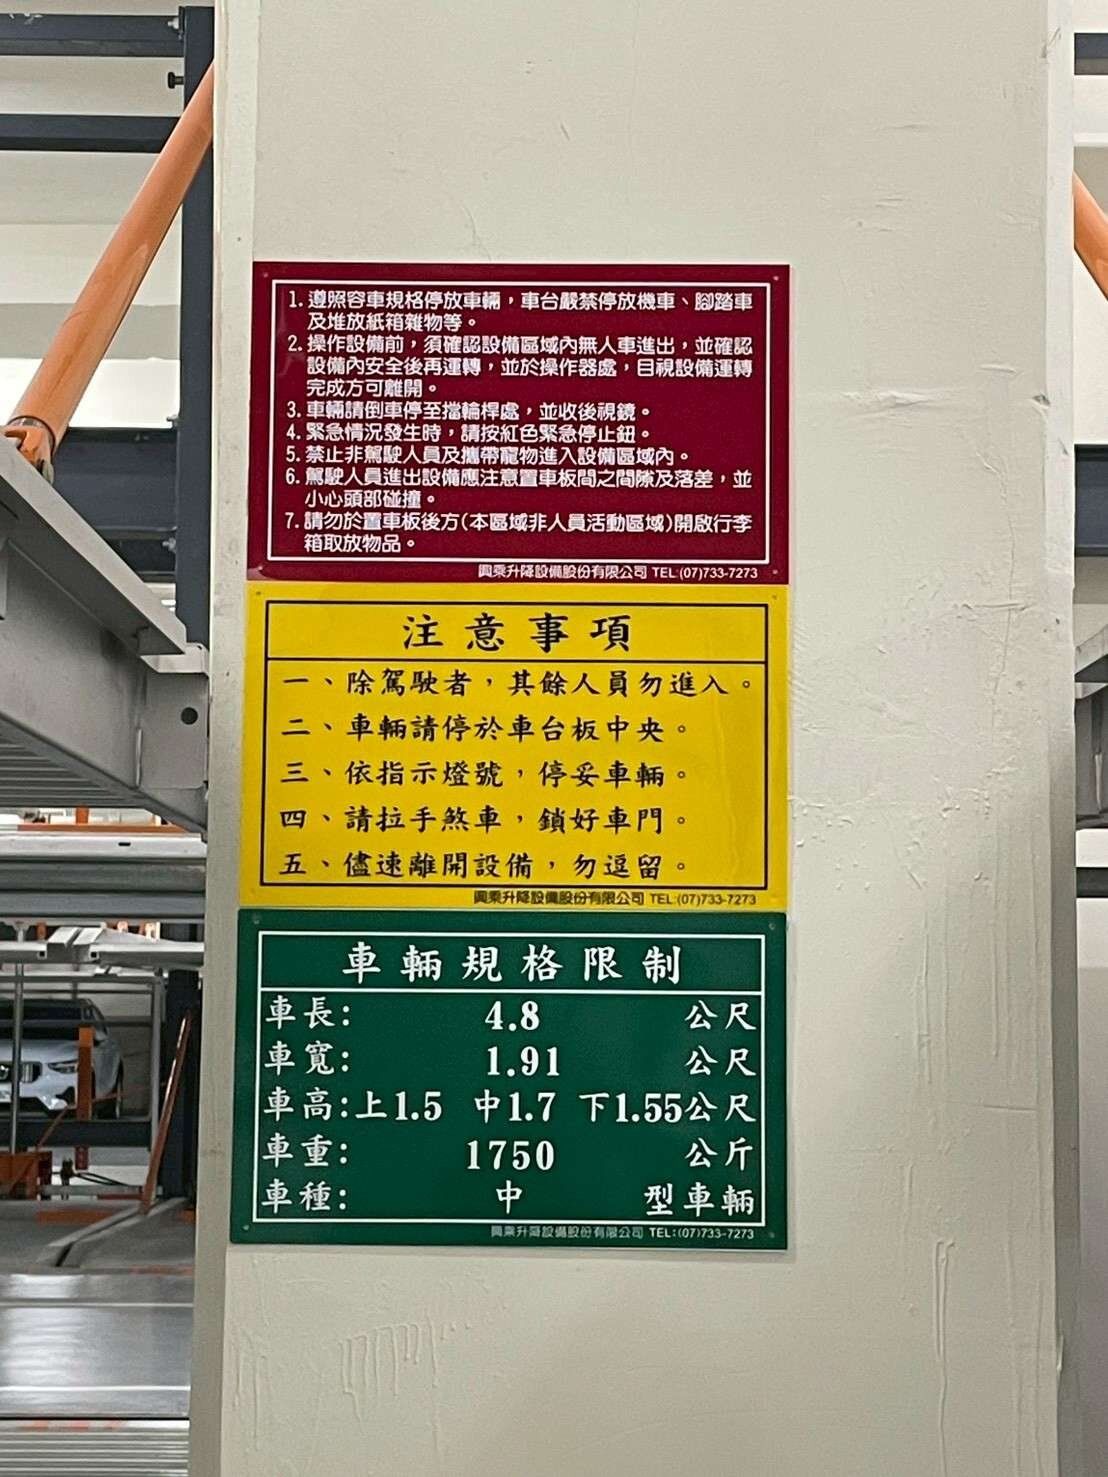 1. 遵照容車規格停放車輛，車台嚴禁停放機車、腳踏車
及堆放紙箱雜物等。
2. 操作設備前，須確認設備區域內無人車進出，並確認
設備內安全後再運轉，並於操作器處，目視設備運轉
完成方可離開。
3. 車輛請倒車停至擋輪桿處，並收後視鏡。
4. 緊急情況發生時，請按紅色緊急停止鈕。
5. 禁止非駕駛人員及攜帶寵物進入設備區域內。
6. 駕駛人員進出設備應注意置車板間之間隙及落差，並
小心頭部碰撞。
7. 請勿於置車板後方(本區域非人員活動區域)開啟行李
箱取放物品。
興乘升降設備股份有限公司 TEL:(07)733-7273
注意事項
一、除駕駛者，其餘人員勿進入。
二、車輛請停於車台板中央。
三、依指示燈號，停妥車輛。
四、請拉手煞車，鎖好車門。
五、儘速離開設備，勿逗留。
興乘升降設備股份有限公司 TEL:(07)733-7273
車輛規格限制
車長: 4.8 公尺
車寬: 1.91 公尺
車高:上1.5 中1.7 下1.55公尺
車重: 1750 公斤
車種: 中 型車輛
興乘升降設備股份有限公司 TEL:(07)733-7273